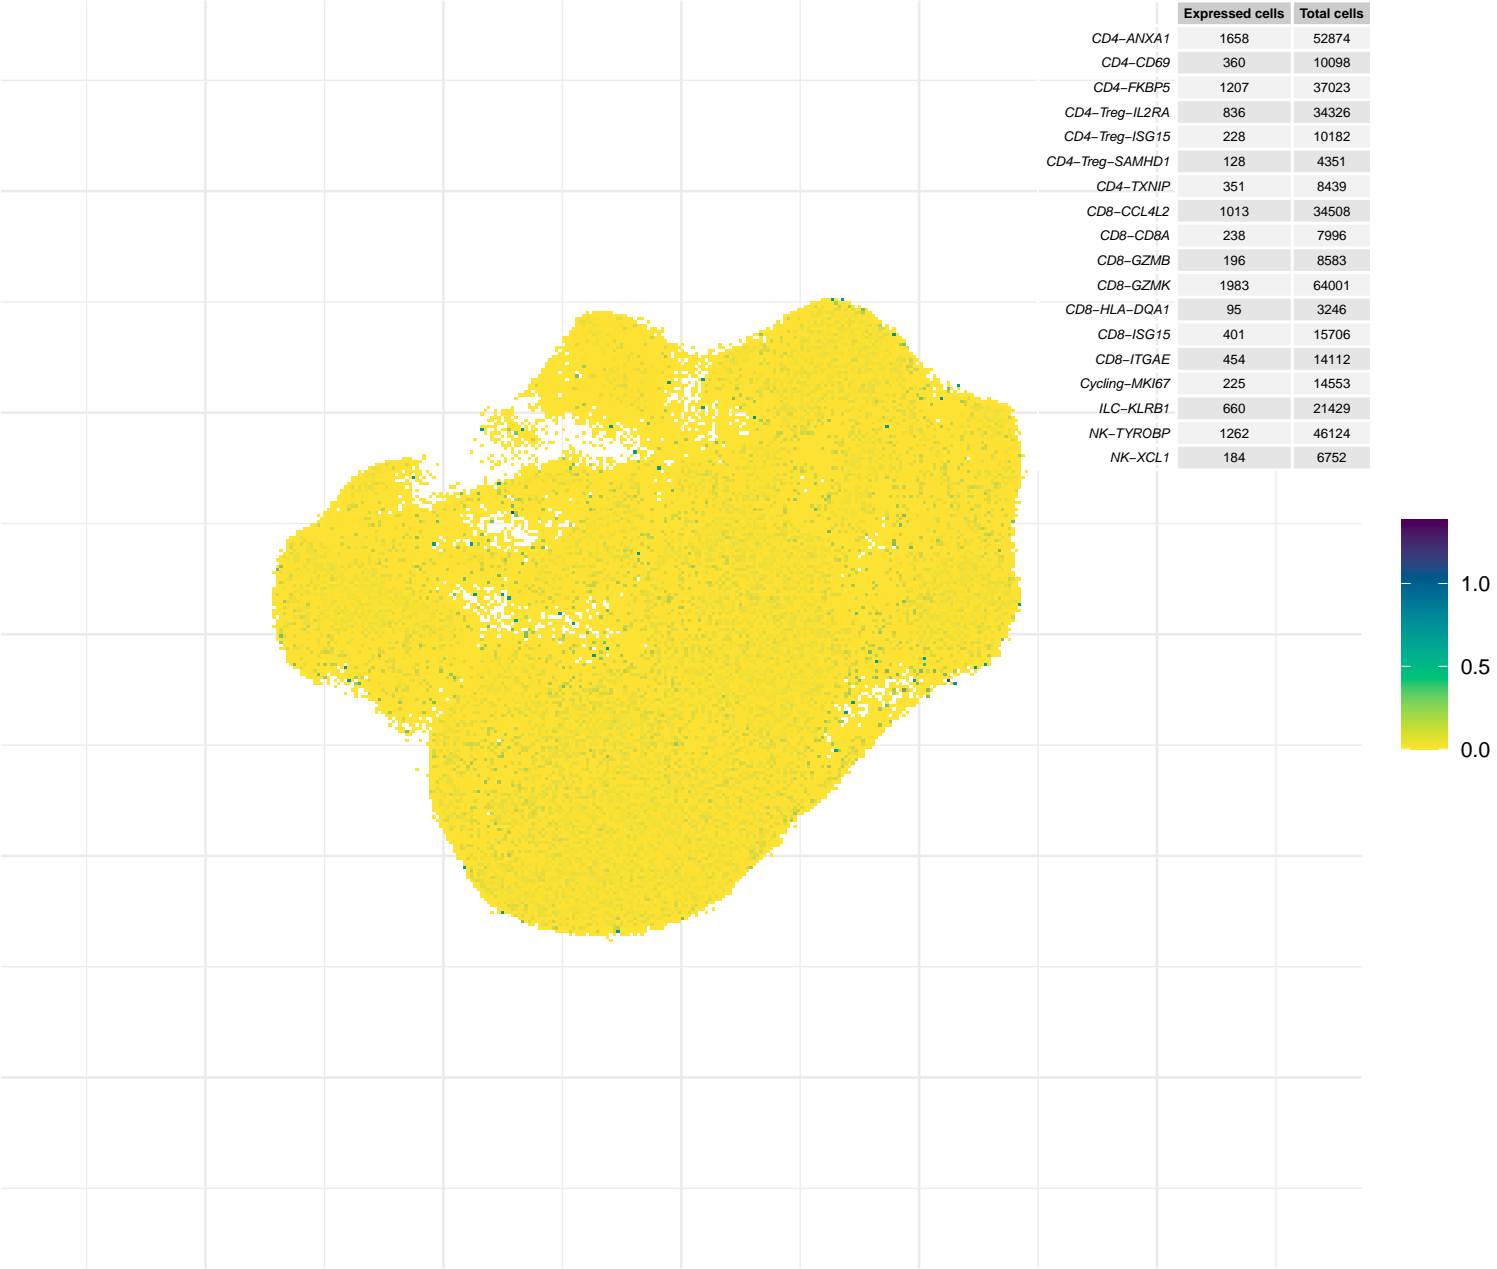 Expressed cells Total cells
CD4−ANXA1 1658 52874
CD4−CD69 360 10098
CD4−FKBP5 1207 37023
CD4−Treg−IL2RA 836 34326
CD4−Treg−ISG15 228 10182
CD4−Treg−SAMHD1 128 4351
CD4−TXNIP 351 8439
CD8−CCL4L2 1013 34508
CD8−CD8A 238 7996
CD8−GZMB 196 8583
CD8−GZMK 1983 64001
CD8−HLA−DQA1 95 3246
CD8−ISG15 401 15706
CD8−ITGAE 454 14112
Cycling−MKI67 225 14553
ILC−KLRB1 660 21429
NK−TYROBP 1262 46124
NK−XCL1 184 6752
1.0
0.5
0.0